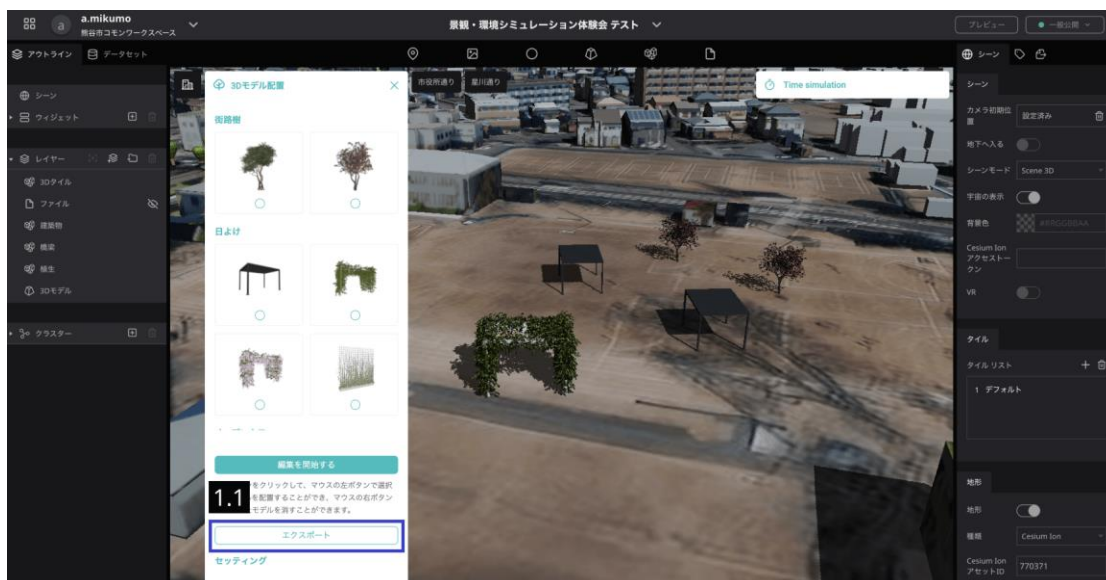 a
a.mikumo
熊谷市コモンワークスペース
景観・環境シミュレーション体験会 テスト
プレビュー
一般公開
アウトライン
データセット
シーン
シーン
ウィジェット
レイヤー
3Dタイル
ファイル
建築物
橋梁
植生
3Dモデル
クラスター
3Dモデル配置
街路樹
日よけ
編集を開始する
をクリックして、マウスの左ボタンで選択
を配置することができ、マウスの右ボタン
モデルを消すことができます。
1.1
エクスポート
セッティング
市役所通り
星川通り
Time simulation
シーン
カメラ初期位
置
設定済み
地下へ入る
シーンモード
Scene 3D
宇宙の表示
背景色
#RRGGBBAA
Cesium Ion
アクセストー
クン
VR
タイル
タイルリスト
1 デフォルト
地形
地形
種類
Cesium Ion
Cesium Ion
アセットID
770371